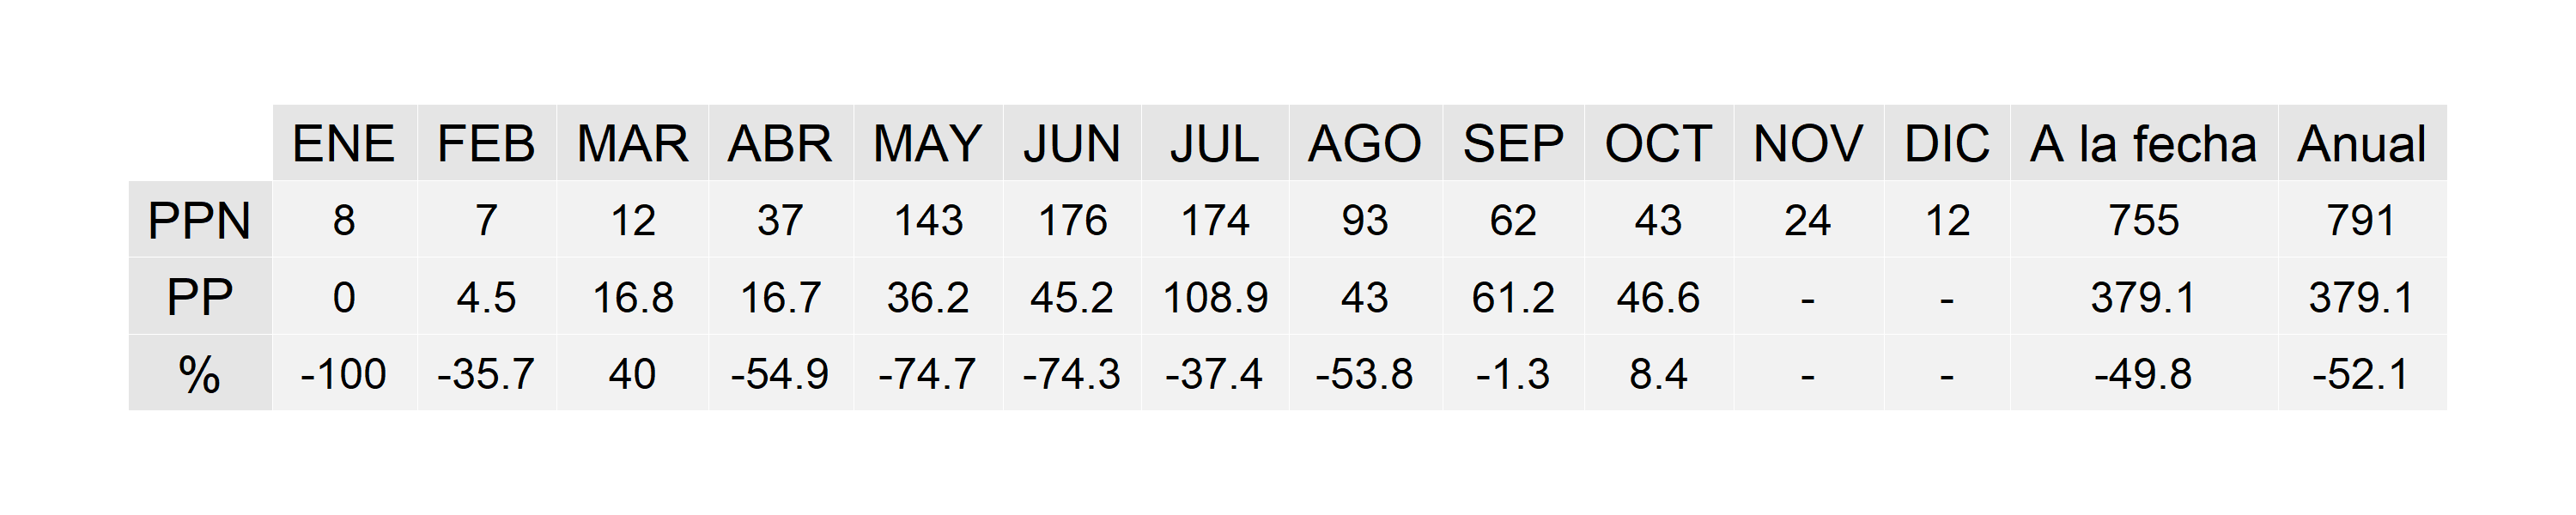 ENE FEB MAR ABR MAY JUN JUL AGO SEP OCT NOV DIC A la fecha Anual
PPN 8 7 12 37 143 176 174 93 62 43 24 12 755 791
PP 0 4.5 16.8 16.7 36.2 45.2 108.9 43 61.2 46.6 - - 379.1 379.1
% -100 -35.7 40 -54.9 -74.7 -74.3 -37.4 -53.8 -1.3 8.4 - - -49.8 -52.1